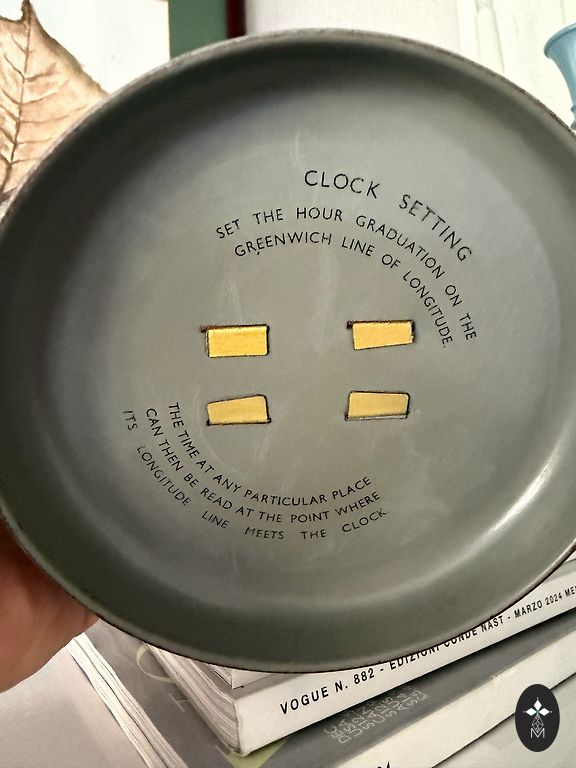 CLOCK SETTING
SET THE HOUR GRADUATION ON THE
GREENWICH LINE OF LONGITUDE.
THE TIME AT ANY PARTICULAR PLACE
CAN THEN BE READ AT THE POINT WHERE
ITS LONGITUDE LINE MEETS THE CLOCK.
VOGUE N. 882 - EDIZIONI CONDE NAST - MARZO 2024